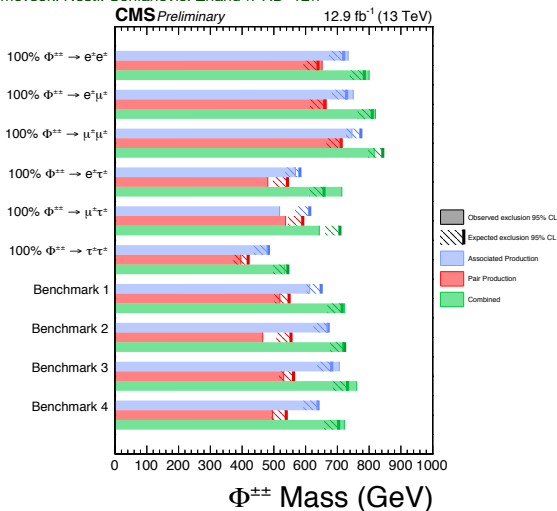 CMS Preliminary 12.9 fb⁻¹ (13 TeV)
100% Φ±± → e±e±
100% Φ±± → e±μ±
100% Φ±± → μ±μ±
100% Φ±± → e±τ±
100% Φ±± → μ±τ±
100% Φ±± → τ±τ±
Benchmark 1
Benchmark 2
Benchmark 3
Benchmark 4
Observed exclusion 95% CL
Expected exclusion 95% CL
Associated Production
Pair Production
Combined
0 100 200 300 400 500 600 700 800 900 1000
Φ±± Mass (GeV)